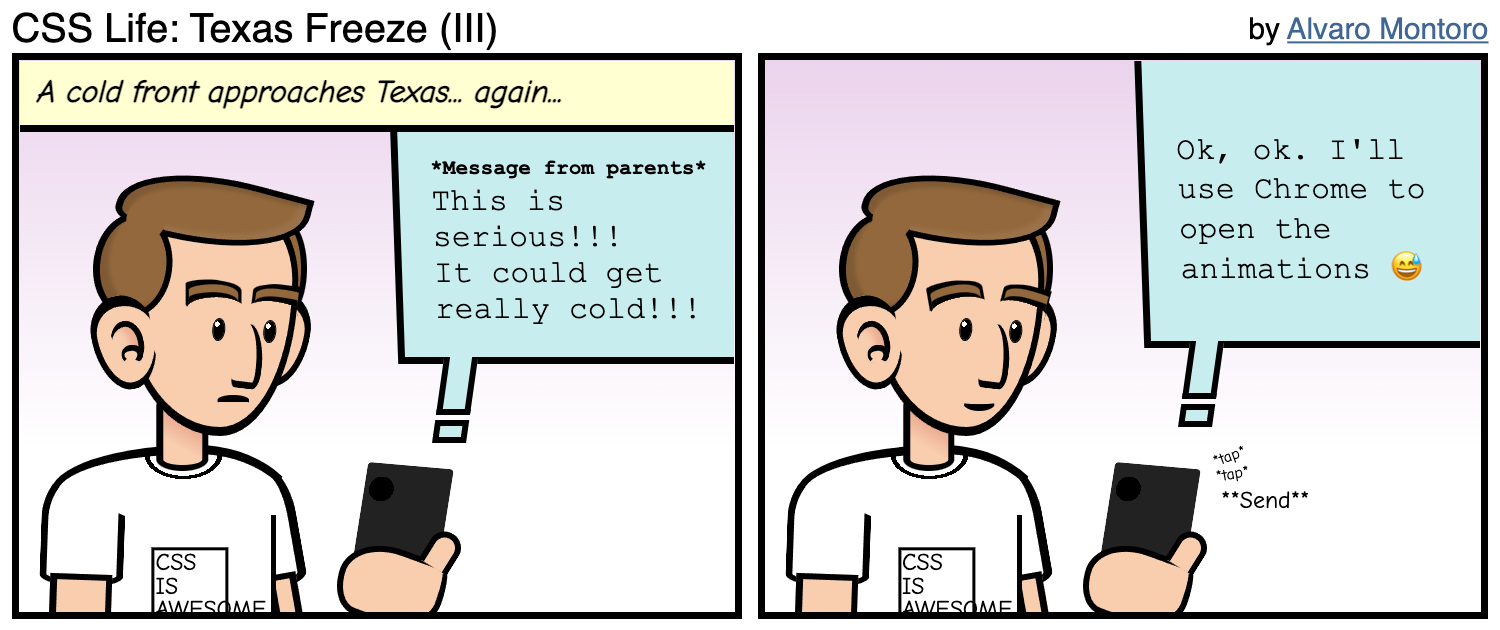 CSS Life: Texas Freeze (III)
by Alvaro Montoro
A cold front approaches Texas... again...
*Message from parents*
This is
serious!!!
It could get
really cold!!!
CSS
IS
AWESOME
Ok, ok. I'll
use Chrome to
open the
animations 😅
*tap*
*tap*
**Send**
CSS
IS
AWESOME